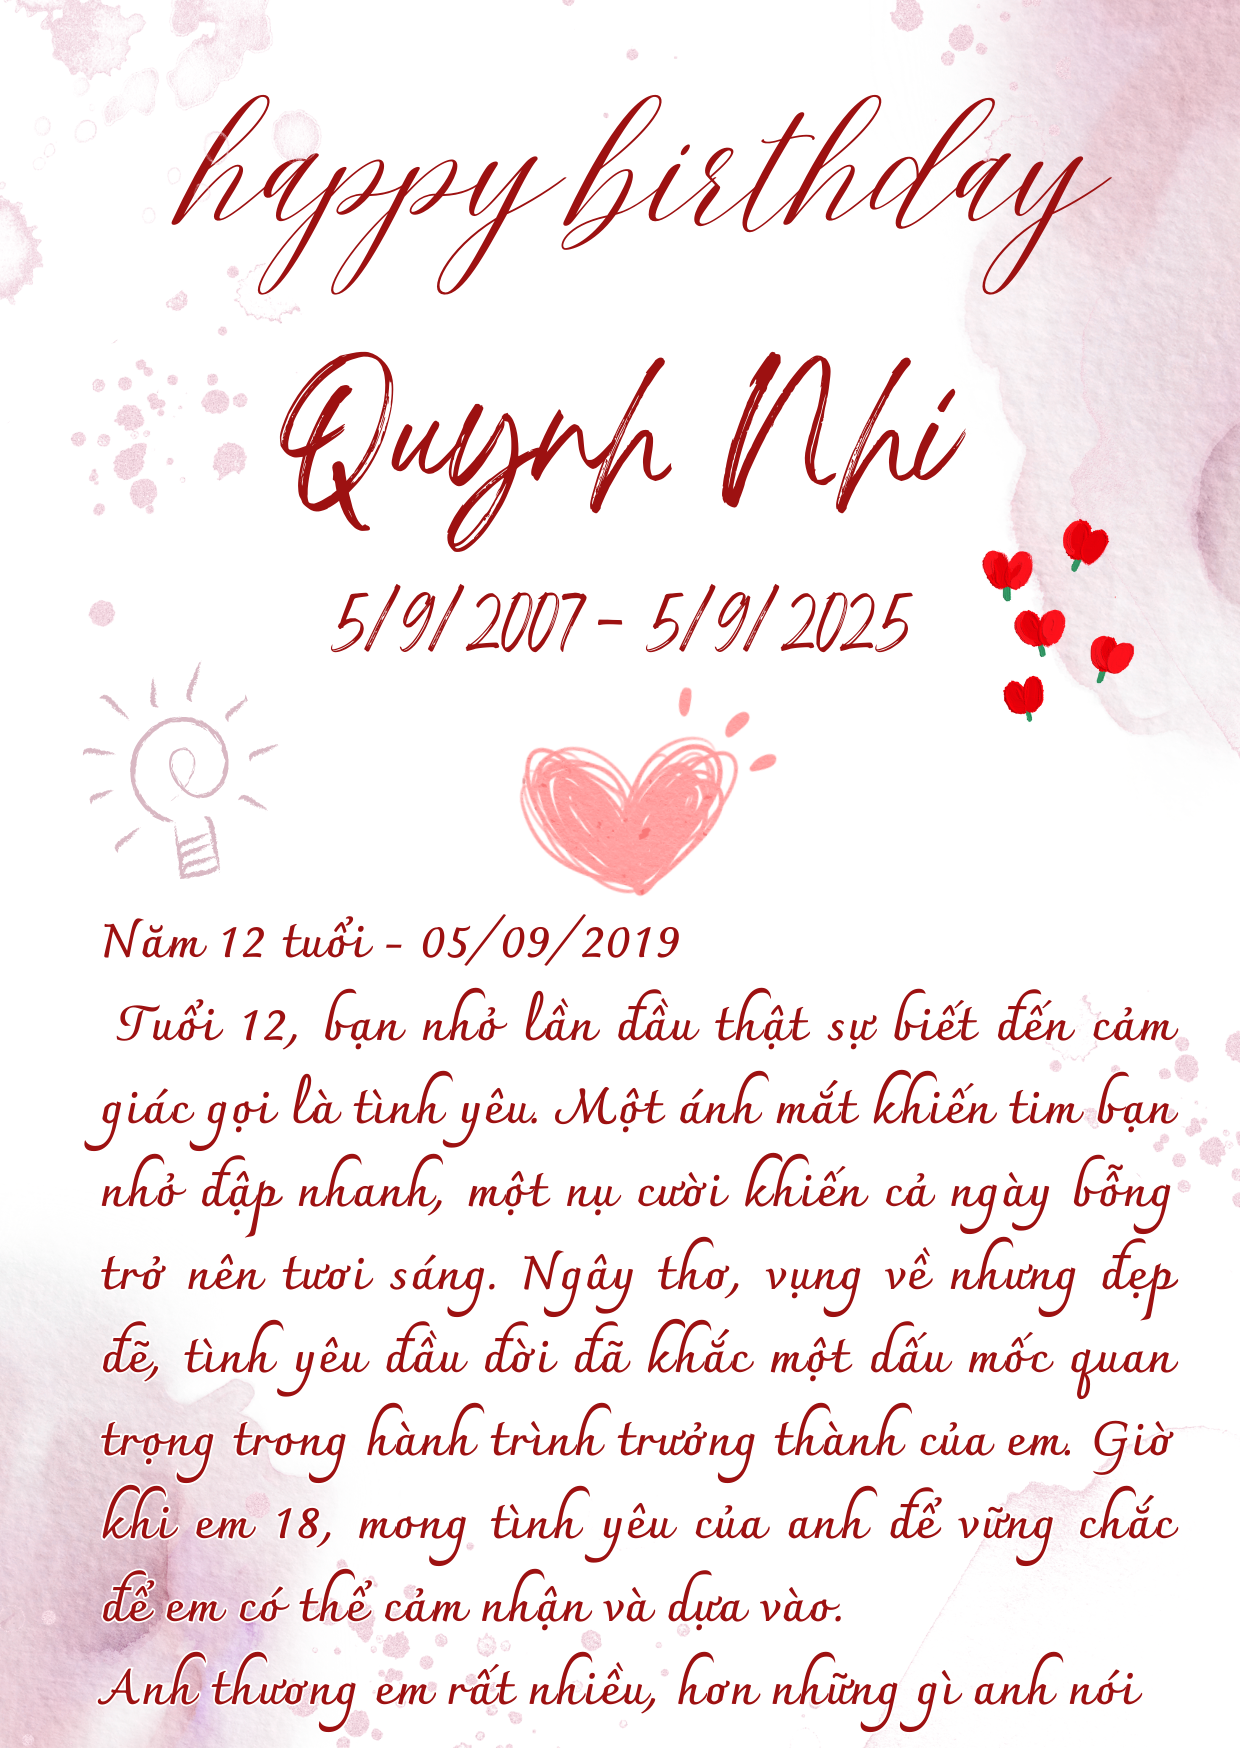 happy birthday
Quynh Nhi
5/9/2007 - 5/9/2025
Năm 12 tuổi - 05/09/2019
Tuổi 12, bạn nhỏ lần đầu thật sự biết đến cảm
giác gọi là tình yêu. Một ánh mắt khiến tim bạn
nhỏ đập nhanh, một nụ cười khiến cả ngày bỗng
trở nên tươi sáng. Ngây thơ, vụng về nhưng đẹp
đẽ, tình yêu đầu đời đã khắc một dấu mốc quan
trọng trong hành trình trưởng thành của em. Giờ
khi em 18, mong tình yêu của anh để vững chắc
để em có thể cảm nhận và dựa vào.
Anh thương em rất nhiều, hơn những gì anh nói